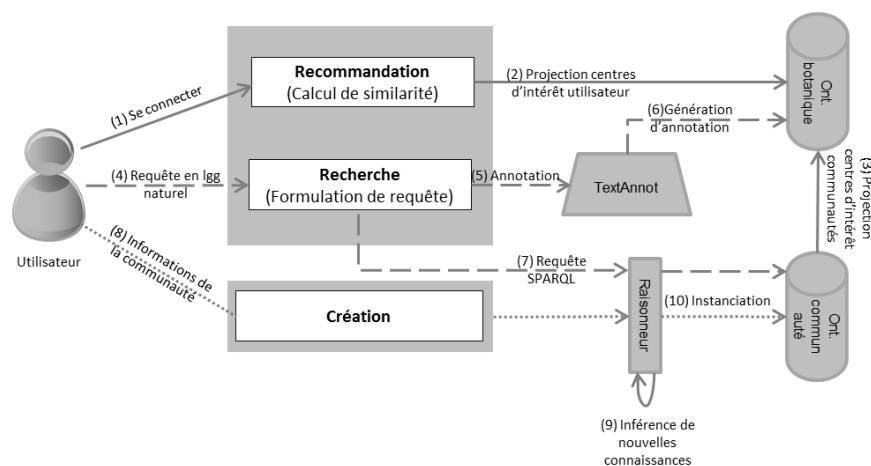 Recommandation
(Calcul de similarité)
(1) Se connecter
(2) Projection centres
d'intérêt utilisateur
Ont.
botanique
(6)Génération
d'annotation
(3) Projection
centres d'intérêt
communautés
(4) Requête en lgg
naturel
Recherche
(Formulation de requête)
(5) Annotation
TextAnnot
Utilisateur
(8) Informations de
la communauté
(7) Requête
SPARQL
Création
Raisonneur
(10) Instanciation
Ont.
commun
auté
(9) Inférence de
nouvelles
connaissances